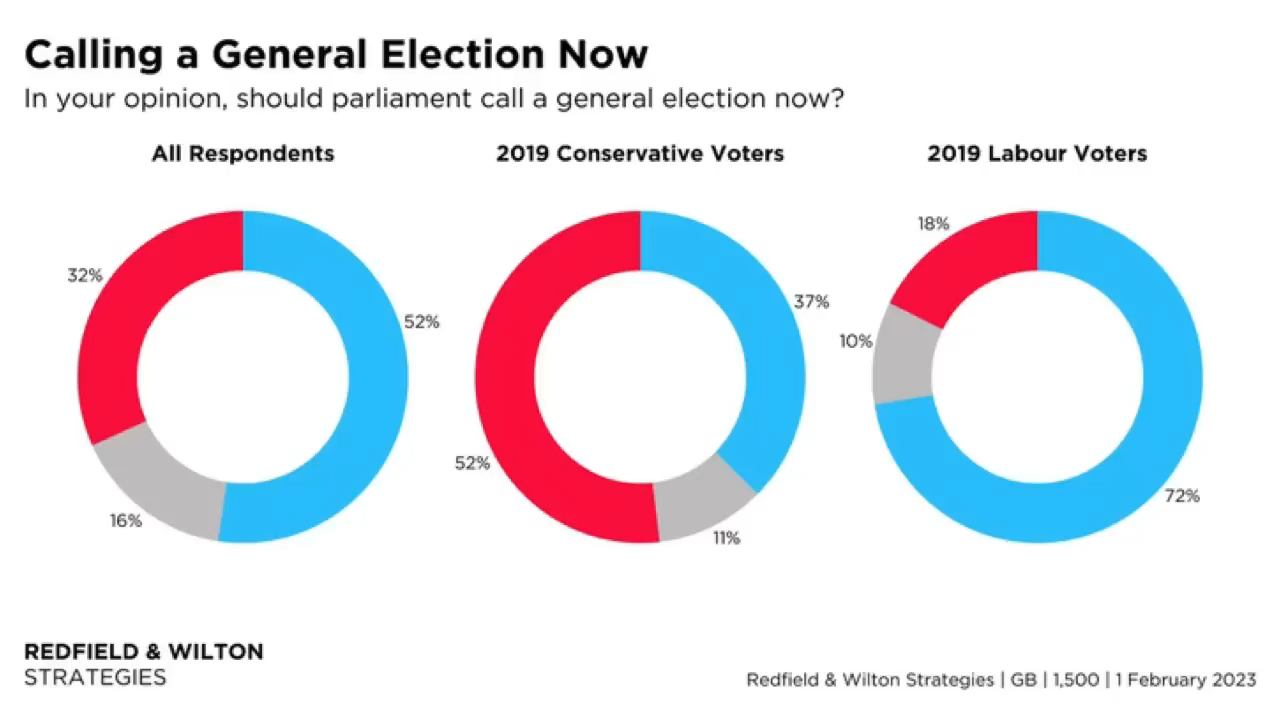 Calling a General Election Now
In your opinion, should parliament call a general election now?
All Respondents
32%
52%
16%
2019 Conservative Voters
37%
52%
11%
2019 Labour Voters
18%
10%
72%
REDFIELD & WILTON
STRATEGIES
Redfield & Wilton Strategies | GB | 1,500 | 1 February 2023